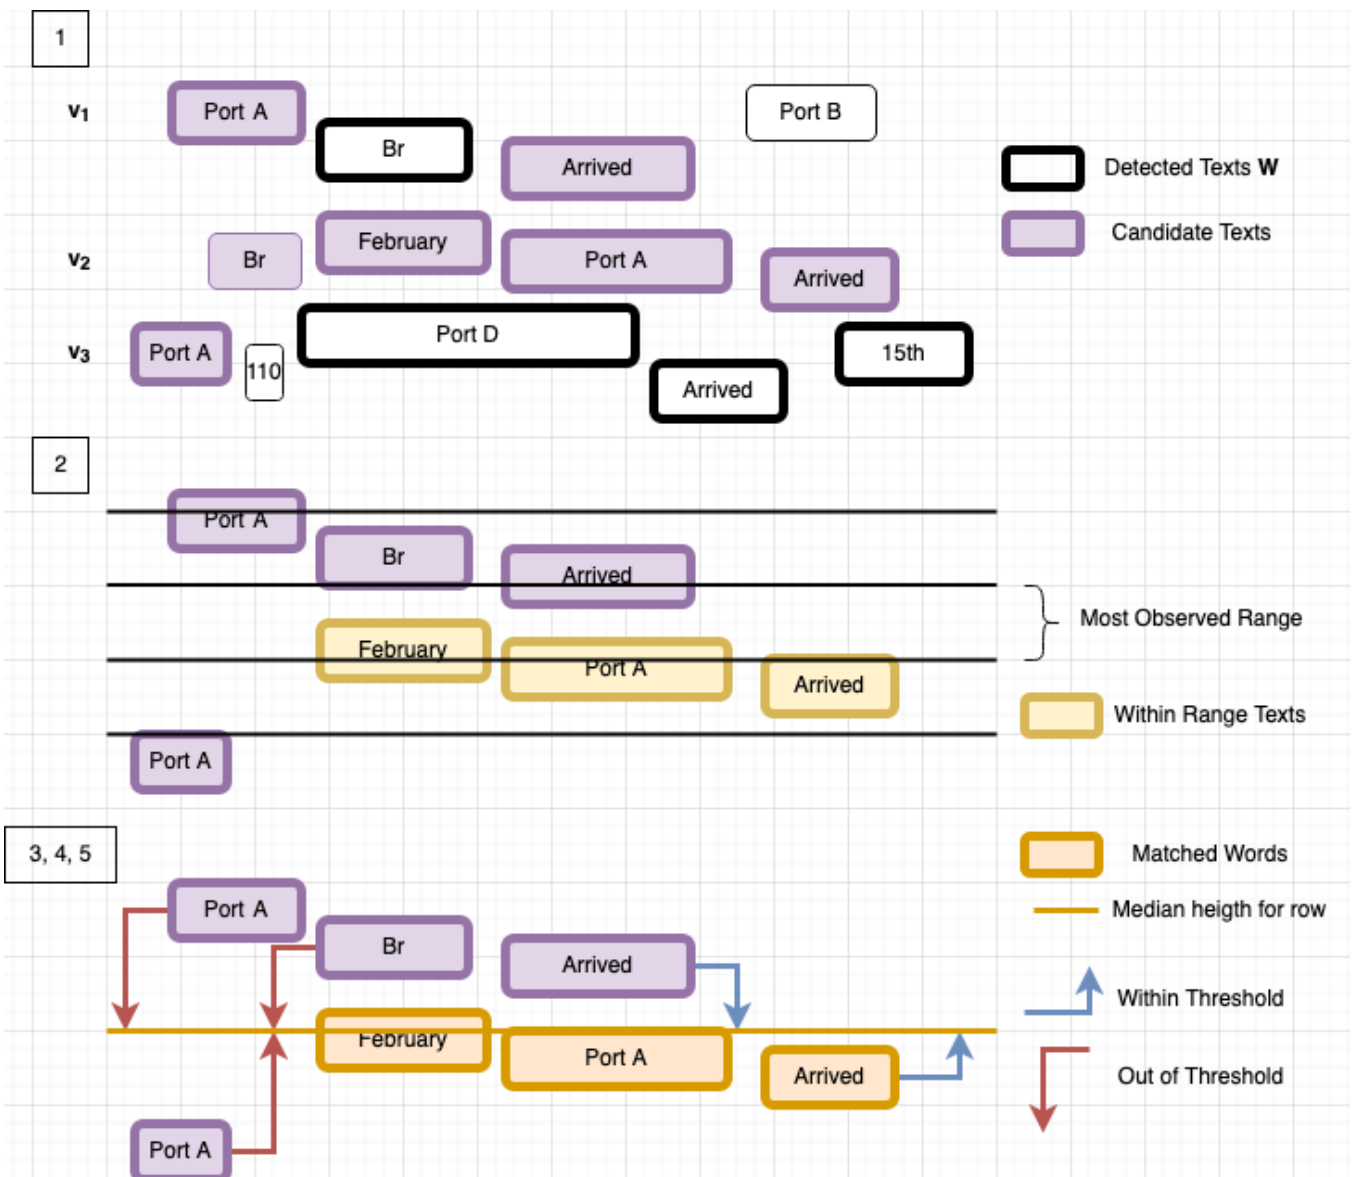 1
v1 Port A Port B
Br
Arrived
Detected Texts W
Candidate Texts
v2 Br February Port A Arrived
v3 Port A 110 Port D Arrived 15th
2
Port A
Br
Arrived
Most Observed Range
February
Port A
Arrived
Within Range Texts
Port A
3, 4, 5
Matched Words
Port A
Median heigth for row
Br
Arrived
Within Threshold
February
Port A
Arrived
Out of Threshold
Port A